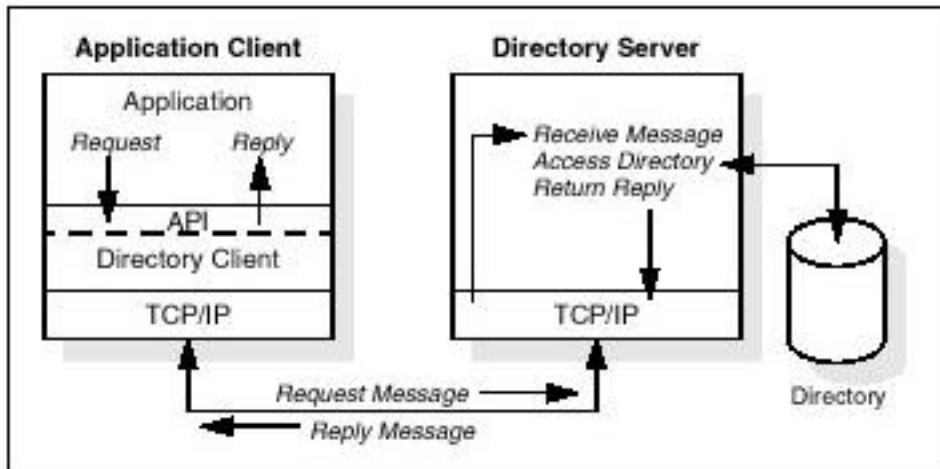 Application Client
Directory Server
Application
Request
Reply
API
Directory Client
TCP/IP
Receive Message
Access Directory
Return Reply
TCP/IP
Directory
Request Message
Reply Message